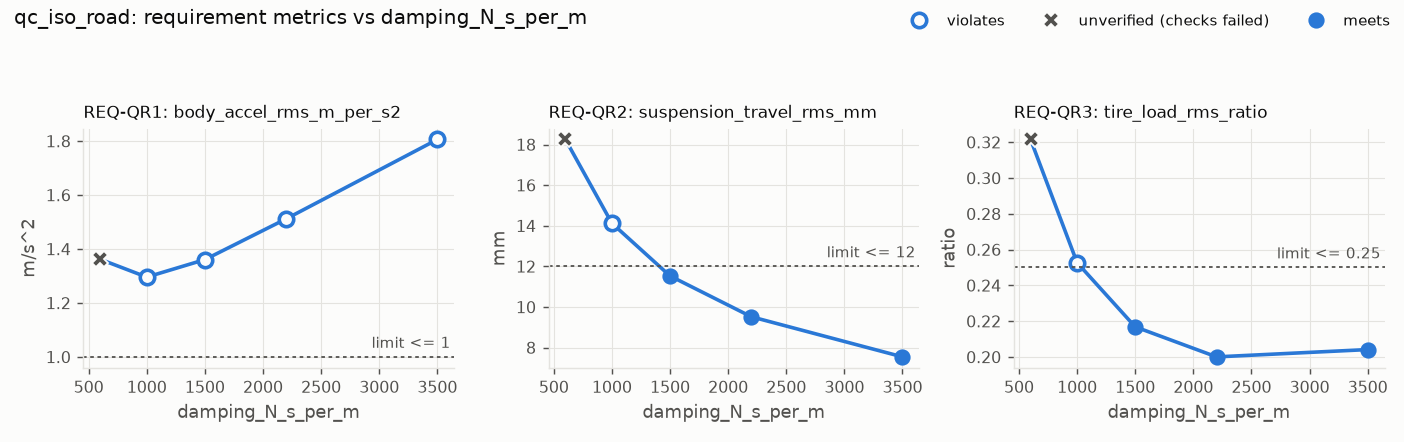 qc_iso_road: requirement metrics vs damping_N_s_per_m
violates
unverified (checks failed)
meets
REQ-QR1: body_accel_rms_m_per_s2
m/s^2
1.8
1.6
1.4
1.2
1.0
limit <= 1
500 1000 1500 2000 2500 3000 3500
damping_N_s_per_m
REQ-QR2: suspension_travel_rms_mm
mm
18
16
14
12
10
8
limit <= 12
500 1000 1500 2000 2500 3000 3500
damping_N_s_per_m
REQ-QR3: tire_load_rms_ratio
ratio
0.32
0.30
0.28
0.26
0.24
0.22
0.20
limit <= 0.25
500 1000 1500 2000 2500 3000 3500
damping_N_s_per_m